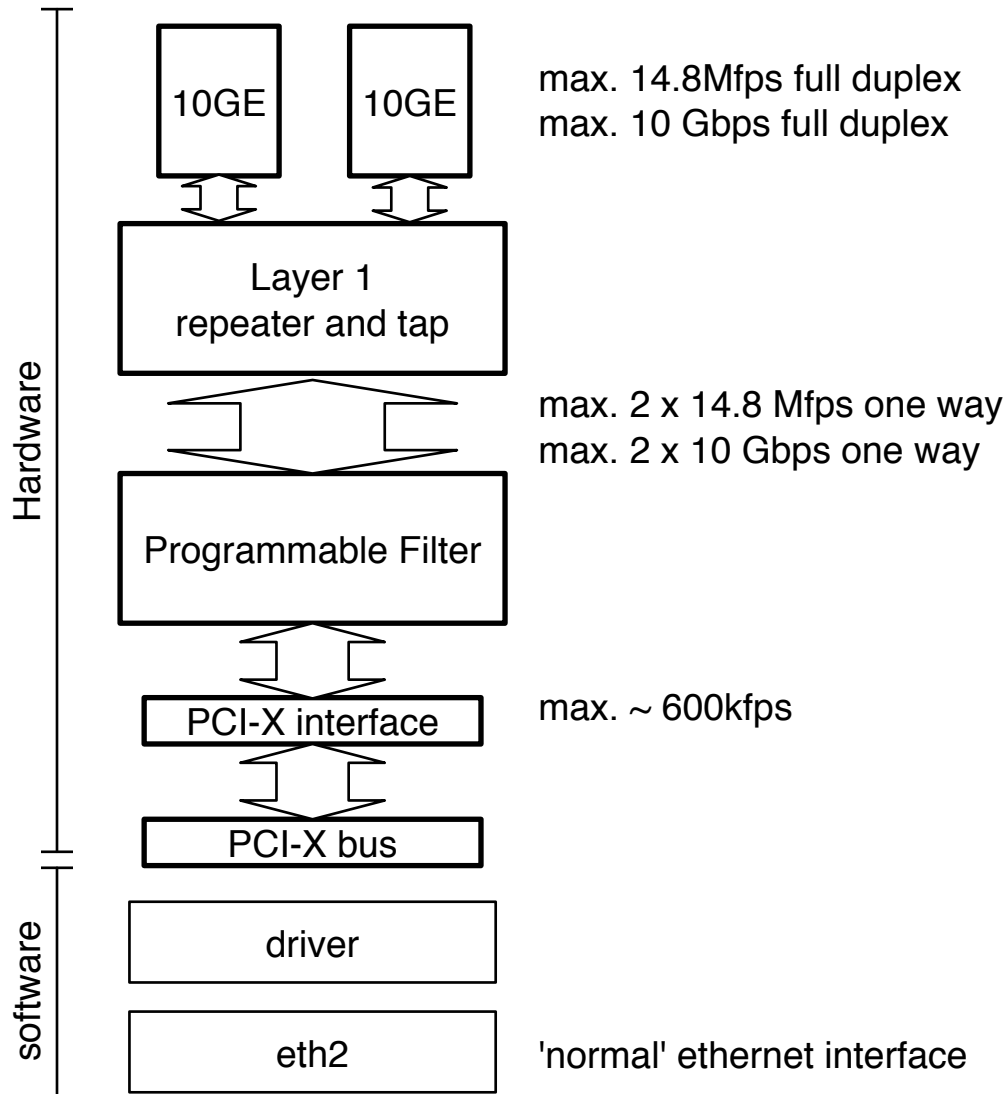 10GE
10GE
max. 14.8Mfps full duplex
max. 10 Gbps full duplex
Layer 1
repeater and tap
Hardware
max. 2 x 14.8 Mfps one way
max. 2 x 10 Gbps one way
Programmable Filter
PCI-X interface
max. ~ 600kfps
PCI-X bus
software
driver
eth2
'normal' ethernet interface